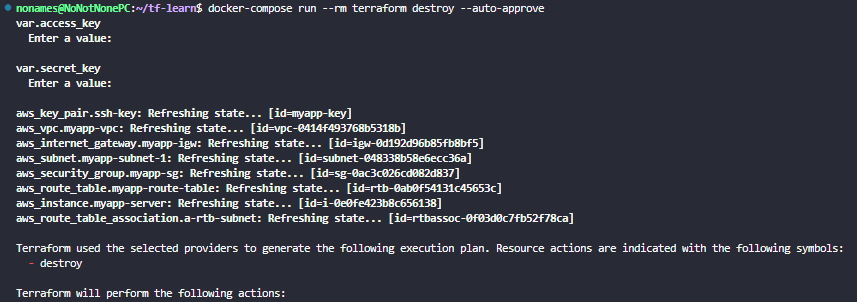 nonames@NoNotNonePC:~/tf-learn$ docker-compose run --rm terraform destroy --auto-approve
var.access_key
  Enter a value:

var.secret_key
  Enter a value:

aws_key_pair.ssh-key: Refreshing state... [id=myapp-key]
aws_vpc.myapp-vpc: Refreshing state... [id=vpc-0414f493768b5318b]
aws_internet_gateway.myapp-igw: Refreshing state... [id=igw-0d192d96b85fb8bf5]
aws_subnet.myapp-subnet-1: Refreshing state... [id=subnet-048338b58e6ecc36a]
aws_security_group.myapp-sg: Refreshing state... [id=sg-0ac3c026cd082d837]
aws_route_table.myapp-route-table: Refreshing state... [id=rtb-0ab0f54131c45653c]
aws_instance.myapp-server: Refreshing state... [id=i-0e0fe423b8c656138]
aws_route_table_association.a-rtb-subnet: Refreshing state... [id=rtbassoc-0f03d0c7fb52f78ca]

Terraform used the selected providers to generate the following execution plan. Resource actions are indicated with the following symbols:
  - destroy

Terraform will perform the following actions: